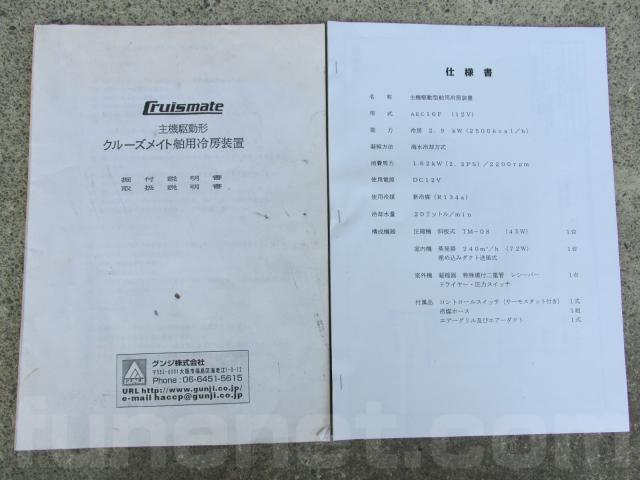 Cruismate
主機駆動形
クルーズメイト舶用冷房装置
据付説明書
取扱説明書
グンジ株式会社
〒553-0001大阪市福島区海老江1-9-12
Phone:06-6451-5615
URL http://www.gunji.co.jp/
e-mail haccp@gunji.co.jp
仕様書
名称 主機駆動型舶用冷房装置
形式 AEC10F (12V)
能力 冷房 2.9 kW (2500kcal/h)
凝縮方法 海水冷却方式
消費馬力 1.62kW (2.2PS)/2200rpm
使用電源 DC12V
使用冷媒 新冷媒 (R134a)
冷却水量 20リットル/min
構成機器 圧縮機 斜板式 TM-08 (45W) 1台
室内機 蒸発器 240m³/h (72W) 1台
埋め込みダクト送風式
室外機 凝縮器 特殊溝付二重管 レシーバー 1台
ドライヤー・圧力スイッチ
付属品 コントロールスイッチ (サーモスタット付き) 1式
冷媒ホース 1組
エアーグリル及びエアーダクト 1式
funenet.com